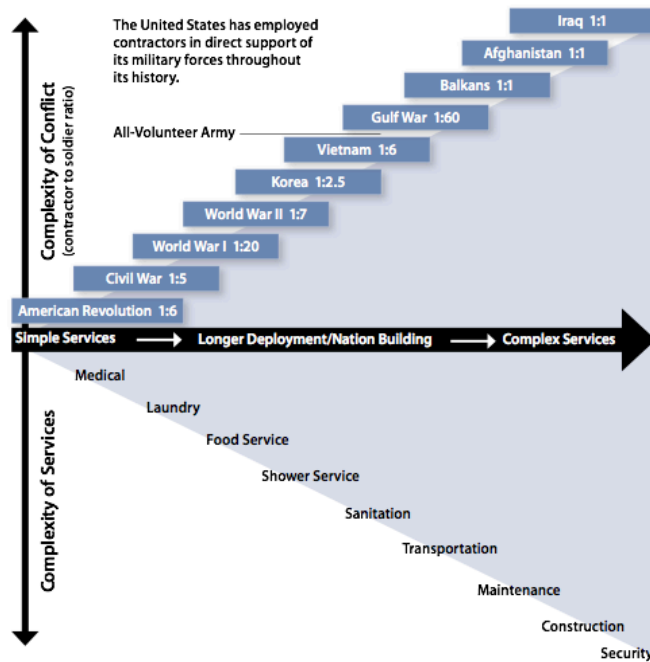 The United States has employed
contractors in direct support of
its military forces throughout
its history.
Complexity of Conflict
(contractor to soldier ratio)
Iraq 1:1
Afghanistan 1:1
Balkans 1:1
Gulf War 1:60
All-Volunteer Army
Vietnam 1:6
Korea 1:2.5
World War II 1:7
World War I 1:20
Civil War 1:5
American Revolution 1:6
Simple Services
Longer Deployment/Nation Building
Complex Services
Complexity of Services
Medical
Laundry
Food Service
Shower Service
Sanitation
Transportation
Maintenance
Construction
Security